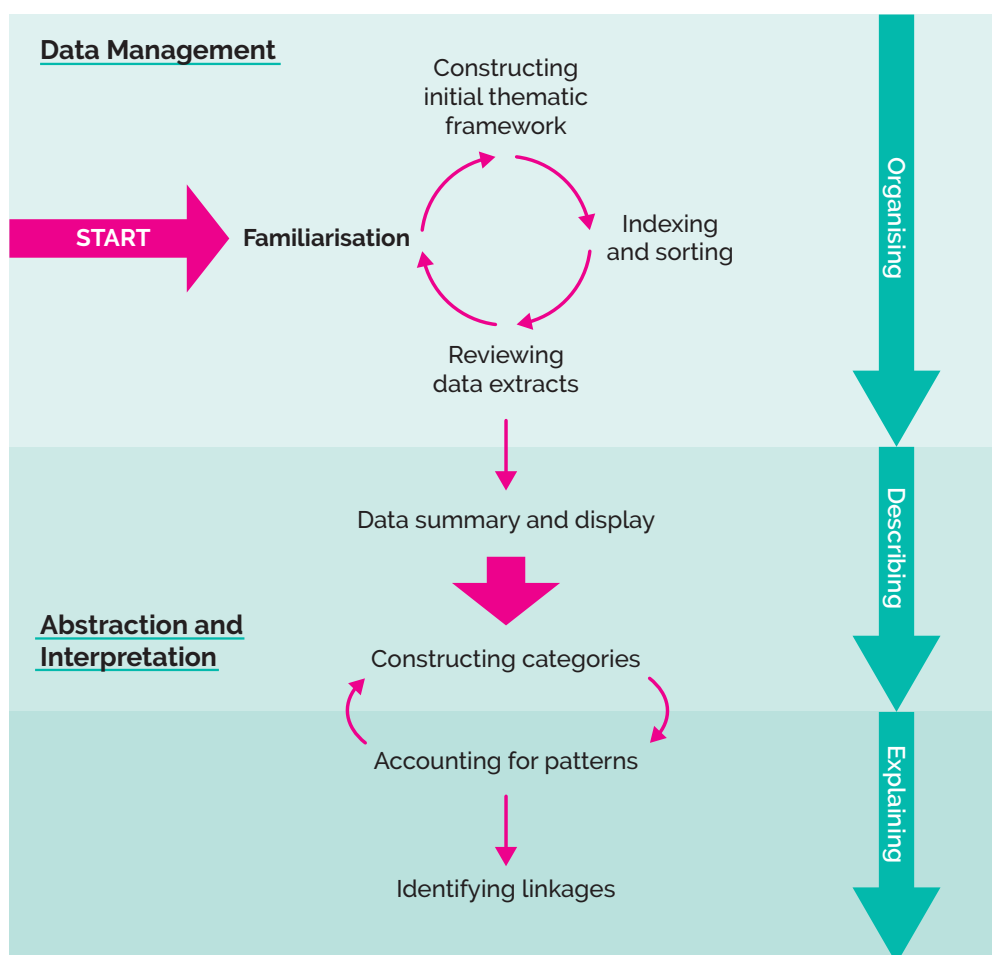 Data Management
Constructing
initial thematic
framework
START
Familiarisation
Indexing
and sorting
Reviewing
data extracts
Organising
Data summary and display
Describing
Abstraction and
Interpretation
Constructing categories
Accounting for patterns
Explaining
Identifying linkages